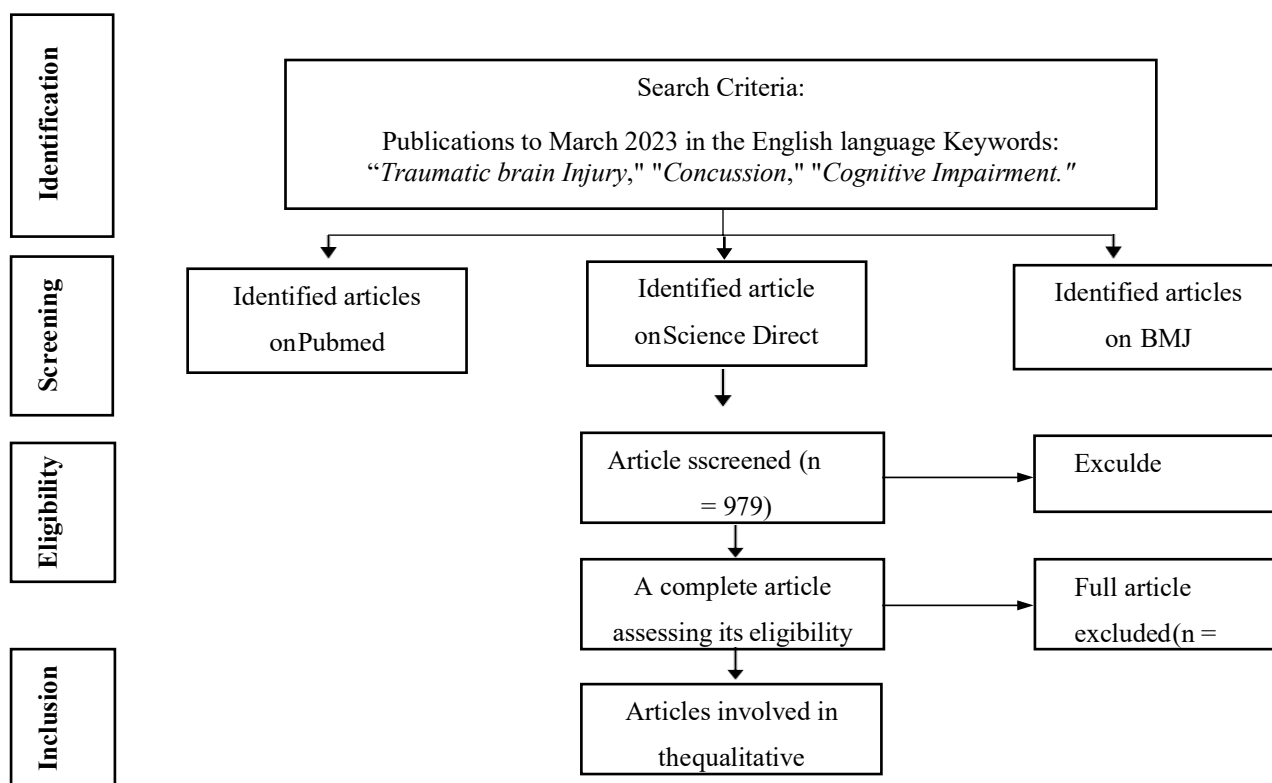 Identification
Search Criteria:
Publications to March 2023 in the English language Keywords:
“Traumatic brain Injury," "Concussion," "Cognitive Impairment."
Screening
Identified articles
onPubmed
Identified article
onScience Direct
Identified articles
on BMJ
Eligibility
Article sscreened (n
= 979)
Exculde
A complete article
assessing its eligibility
Full article
excluded(n =
Inclusion
Articles involved in
thequalitative